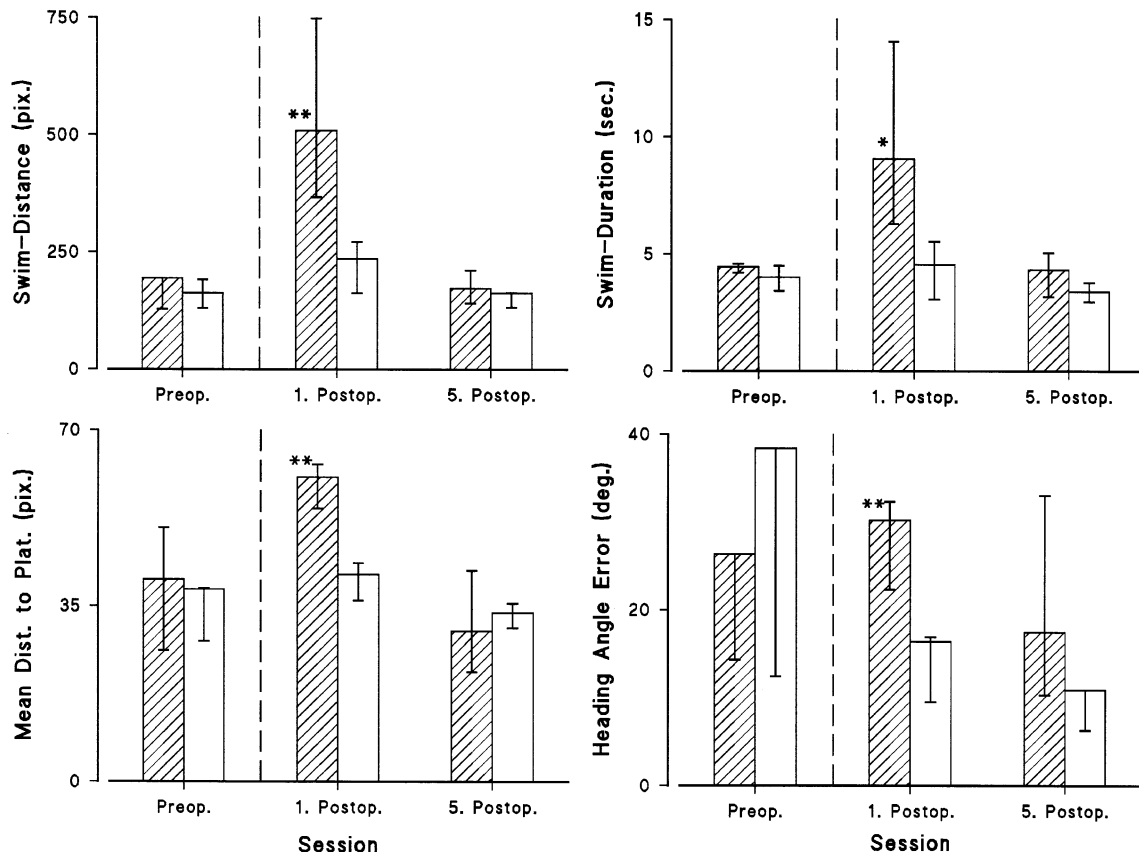 Swim-Distance (pix.)
750
500
250
0
**
Preop. 1. Postop. 5. Postop.
Swim-Duration (sec.)
15
10
5
0
*
Preop. 1. Postop. 5. Postop.
Mean Dist. to Plat. (pix.)
70
35
0
**
Preop. 1. Postop. 5. Postop.
Session
Heading Angle Error (deg.)
40
20
0
**
Preop. 1. Postop. 5. Postop.
Session